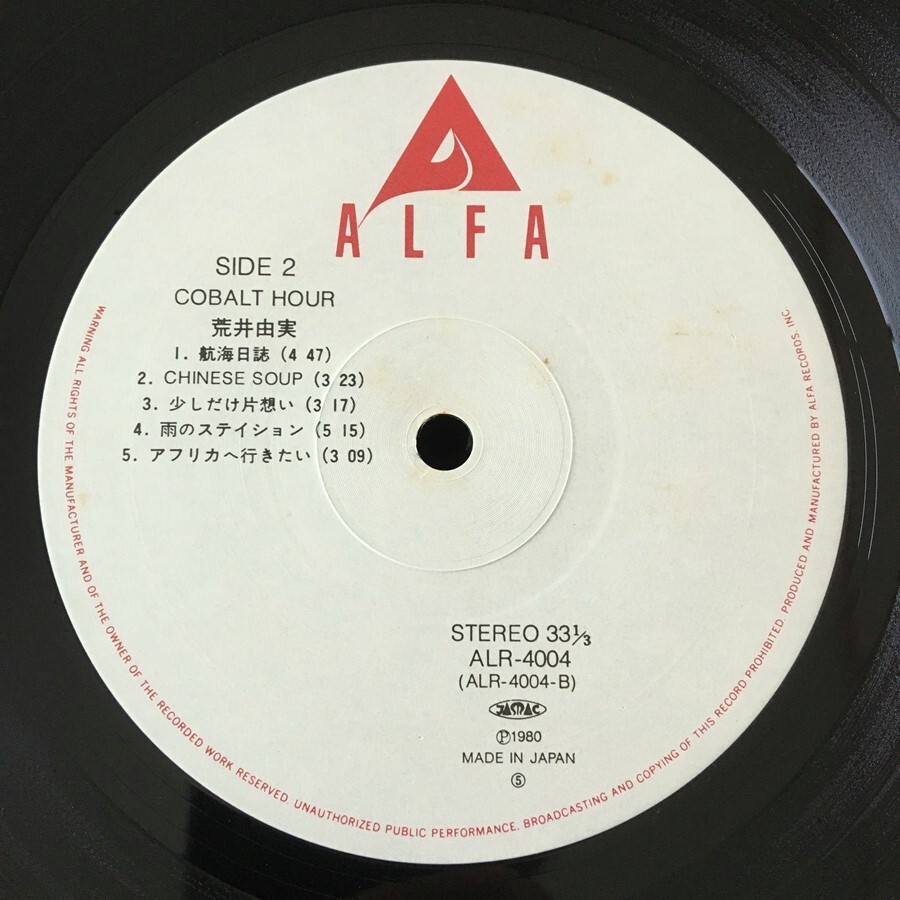 ALFA
SIDE 2
COBALT HOUR
荒井由実
1. 航海日誌 (4 47)
2. CHINESE SOUP (3 23)
3. 少しだけ片想い (3 17)
4. 雨のステイション (5 15)
5. アフリカへ行きたい (3 09)
STEREO 33⅓
ALR-4004
(ALR-4004-B)
JASRAC
Ⓟ1980
MADE IN JAPAN
⑤
WARNING ALL RIGHTS OF THE MANUFACTURER AND OF THE OWNER OF THE RECORDED WORK RESERVED. UNAUTHORIZED PUBLIC PERFORMANCE, BROADCASTING AND COPYING OF THIS RECORD PROHIBITED. PRODUCED AND MANUFACTURED BY ALFA RECORDS, INC